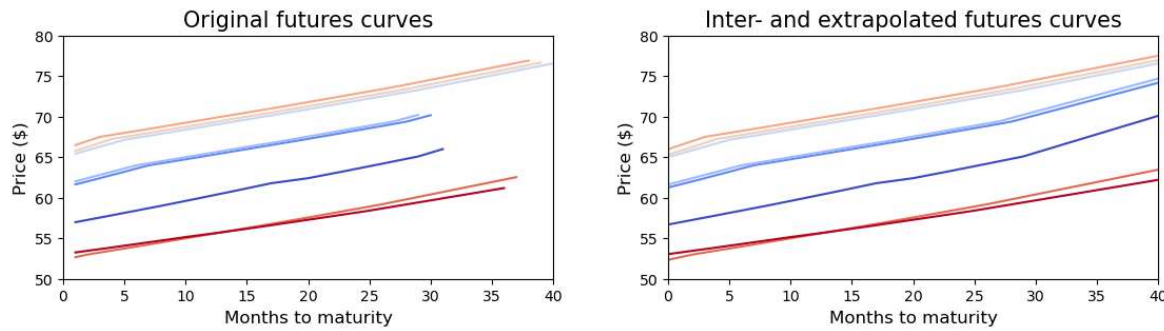 Original futures curves
80
75
70
65
60
55
50
Price ($)
0 5 10 15 20 25 30 35 40
Months to maturity
Inter- and extrapolated futures curves
80
75
70
65
60
55
50
Price ($)
0 5 10 15 20 25 30 35 40
Months to maturity